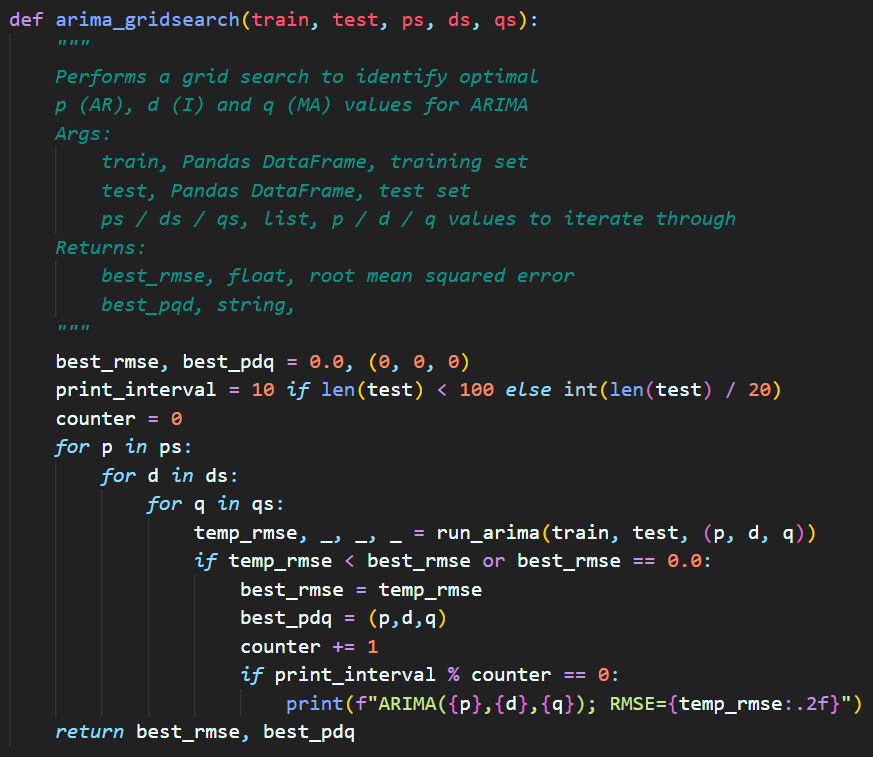 def arima_gridsearch(train, test, ps, ds, qs):
    """
    Performs a grid search to identify optimal
    p (AR), d (I) and q (MA) values for ARIMA
    Args:
        train, Pandas DataFrame, training set
        test, Pandas DataFrame, test set
        ps / ds / qs, list, p / d / q values to iterate through
    Returns:
        best_rmse, float, root mean squared error
        best_pqd, string,
    """
    best_rmse, best_pdq = 0.0, (0, 0, 0)
    print_interval = 10 if len(test) < 100 else int(len(test) / 20)
    counter = 0
    for p in ps:
        for d in ds:
            for q in qs:
                temp_rmse, _, _, _ = run_arima(train, test, (p, d, q))
                if temp_rmse < best_rmse or best_rmse == 0.0:
                    best_rmse = temp_rmse
                    best_pdq = (p,d,q)
                    counter += 1
                    if print_interval % counter == 0:
                        print(f"ARIMA({p},{d},{q}); RMSE={temp_rmse:.2f}")
    return best_rmse, best_pdq